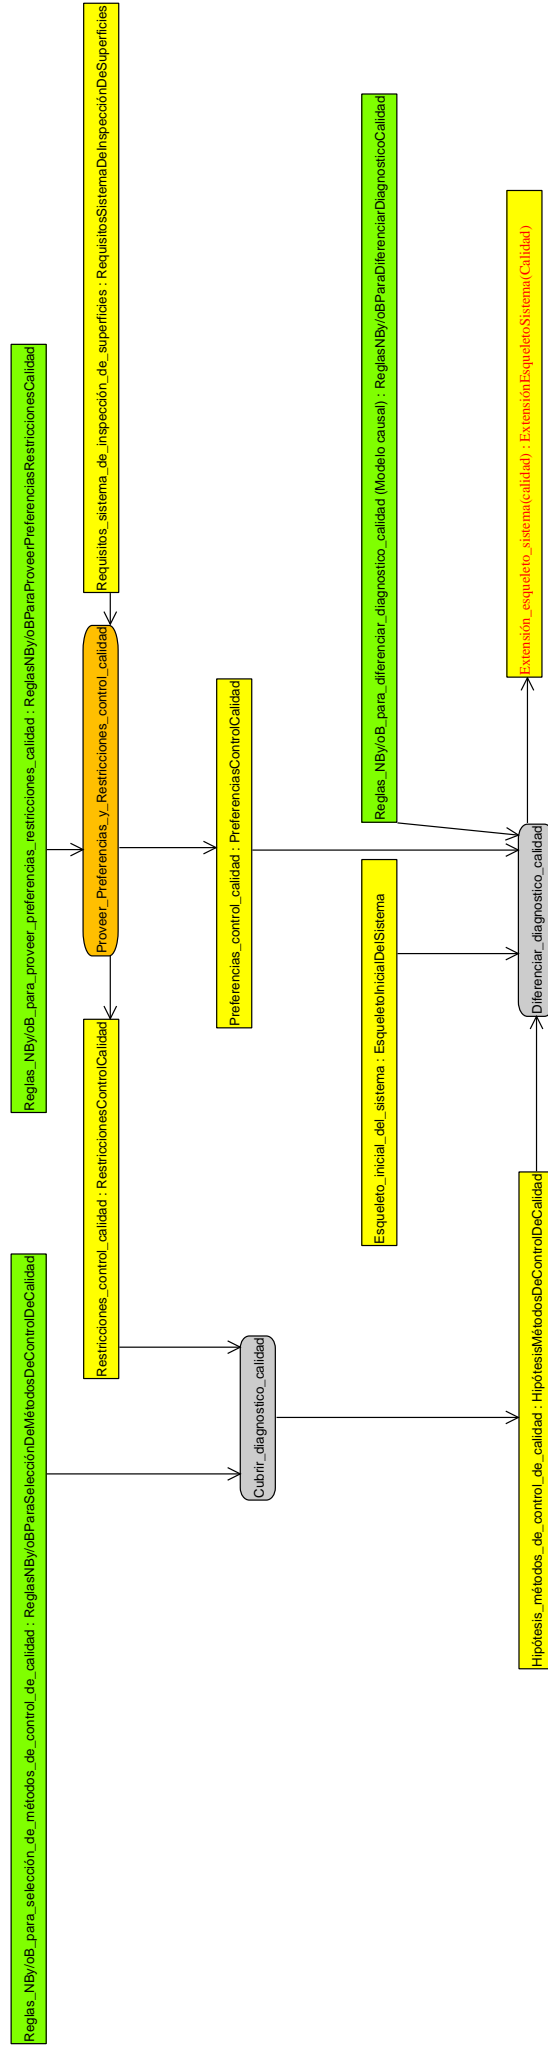 Reglas_NBy/oB_para_selección_de_métodos_de_control_de_calidad : ReglasNBy/oBParaSelecciónDeMétodosDeControlDeCalidad
Reglas_NBy/oB_para_proveer_preferencias_restricciones_calidad : ReglasNBy/oBParaProveerPreferenciasRestriccionesCalidad
Restricciones_control_calidad : RestriccionesControlCalidad
Proveer_Preferencias_y_Restricciones_control_calidad
Requisitos_sistema_de_inspección_de_superficies : RequisitosSistemaDeInspecciónDeSuperficies
Preferencias_control_calidad : PreferenciasControlCalidad
Cubrir_diagnostico_calidad
Esqueleto_inicial_del_sistema : EsqueletoInicialDelSistema
Reglas_NBy/oB_para_diferenciar_diagnostico_calidad (Modelo causal) : ReglasNBy/oBParaDiferenciarDiagnosticoCalidad
Hipótesis_métodos_de_control_de_calidad : HipótesisMétodosDeControlDeCalidad
Diferenciar_diagnostico_calidad
Extensión_esqueleto_sistema(calidad) : ExtensiónEsqueletoSistema(Calidad)